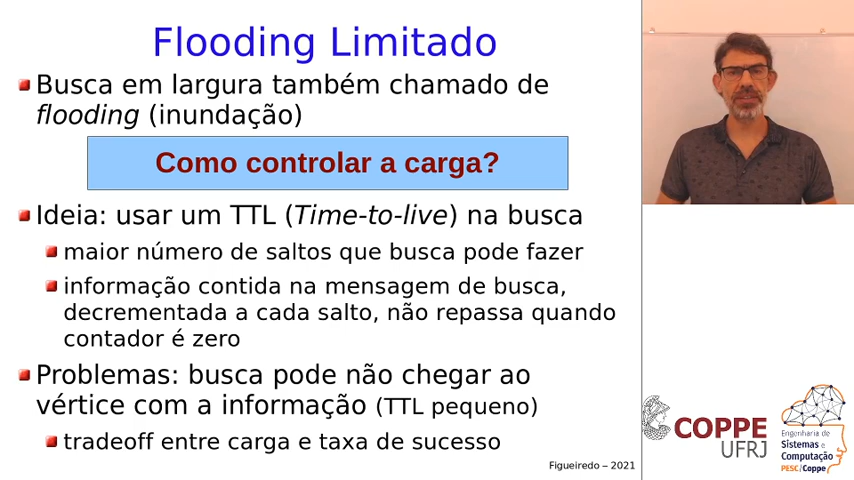 Flooding Limitado
Busca em largura também chamado de
flooding (inundação)
Como controlar a carga?
Ideia: usar um TTL (Time-to-live) na busca
maior número de saltos que busca pode fazer
informação contida na mensagem de busca,
decrementada a cada salto, não repassa quando
contador é zero
Problemas: busca pode não chegar ao
vértice com a informação (TTL pequeno)
tradeoff entre carga e taxa de sucesso
Figueiredo – 2021
COPPE
UFRJ
Engenharia de
Sistemas e
Computação
PESC/Coppe